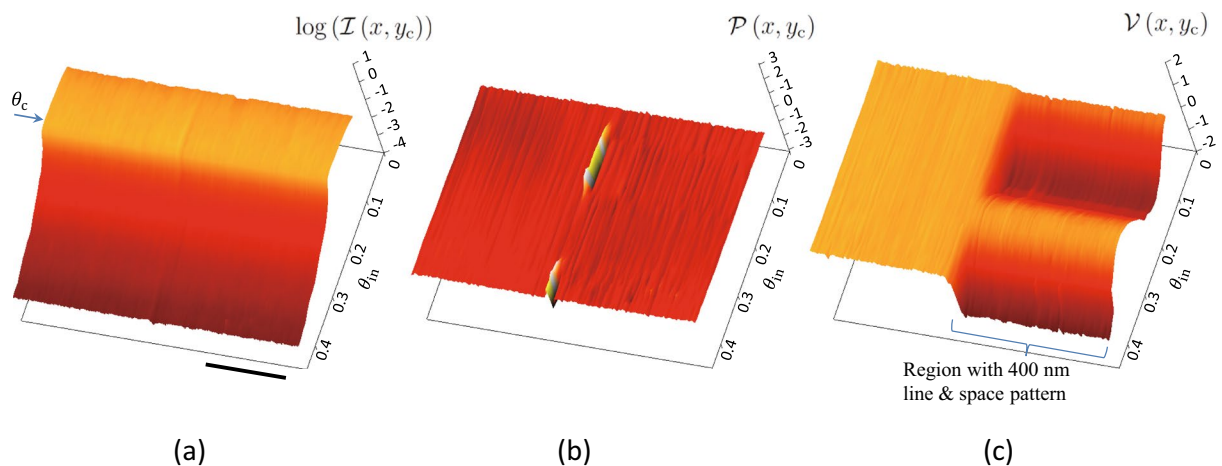 log (I (x, y_c))
P (x, y_c)
V (x, y_c)
θ_c
1
0
-1
-2
-3
-4
0
0.1
0.2
0.3
0.4
θ_in
3
2
1
0
-1
-2
-3
0
0.1
0.2
0.3
0.4
θ_in
2
1
0
-1
-2
0
0.1
0.2
0.3
0.4
θ_in
Region with 400 nm
line & space pattern
(a)
(b)
(c)